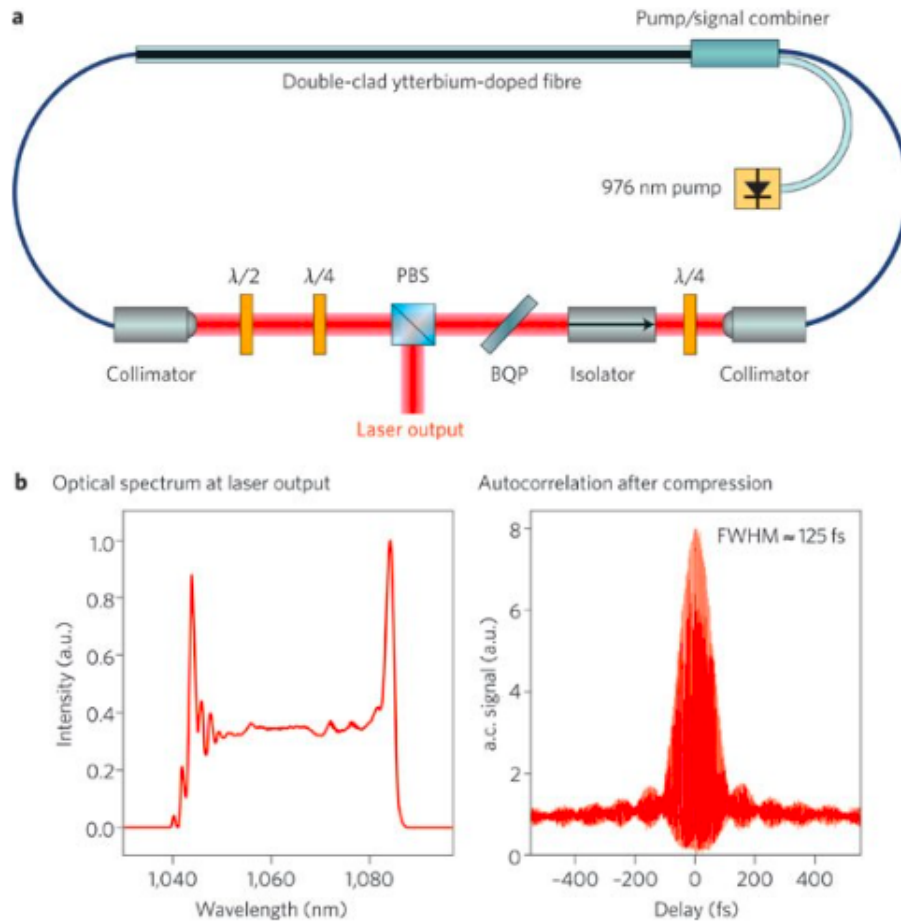 a
Pump/signal combiner
Double-clad ytterbium-doped fibre
976 nm pump
λ/2
λ/4
PBS
λ/4
Collimator
BQP
Isolator
Collimator
Laser output
b Optical spectrum at laser output
Autocorrelation after compression
Intensity (a.u.)
1.0
0.8
0.6
0.4
0.2
0.0
1,040
1,060
1,080
Wavelength (nm)
a.c. signal (a.u.)
FWHM ≈ 125 fs
8
6
4
2
0
-400
-200
0
200
400
Delay (fs)